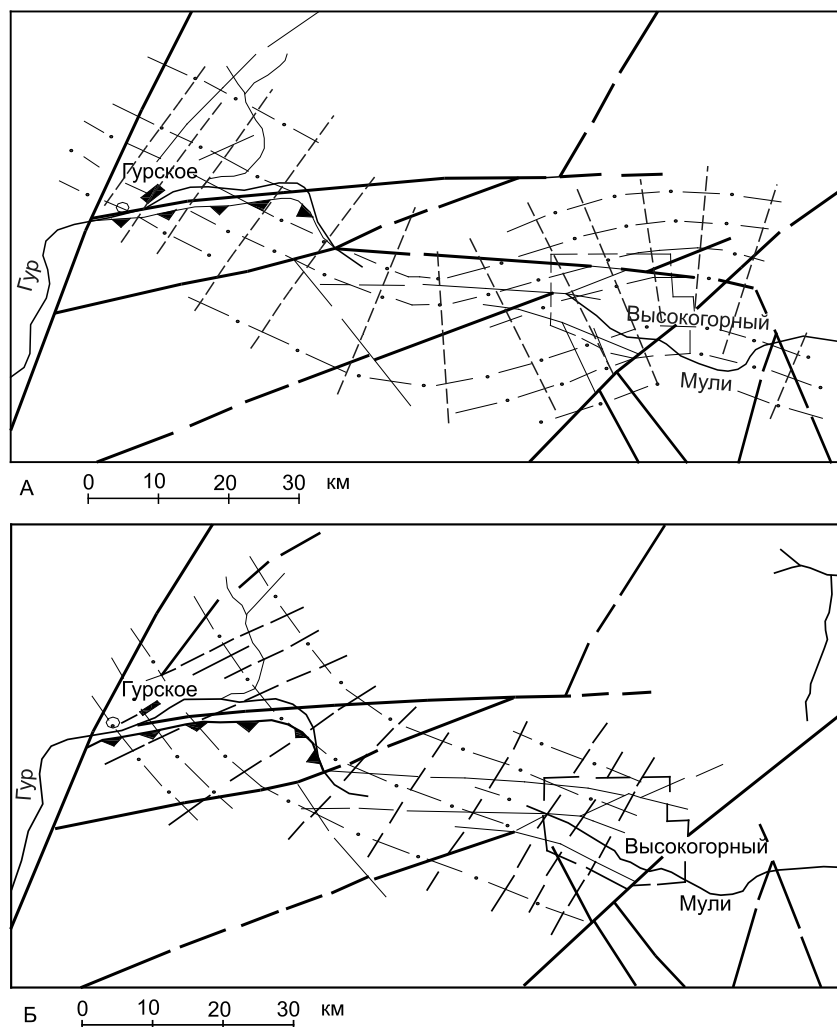 Гурское
Гур
Высокогорный
Мули
А
0 10 20 30 км
Гурское
Гур
Высокогорный
Мули
Б
0 10 20 30 км